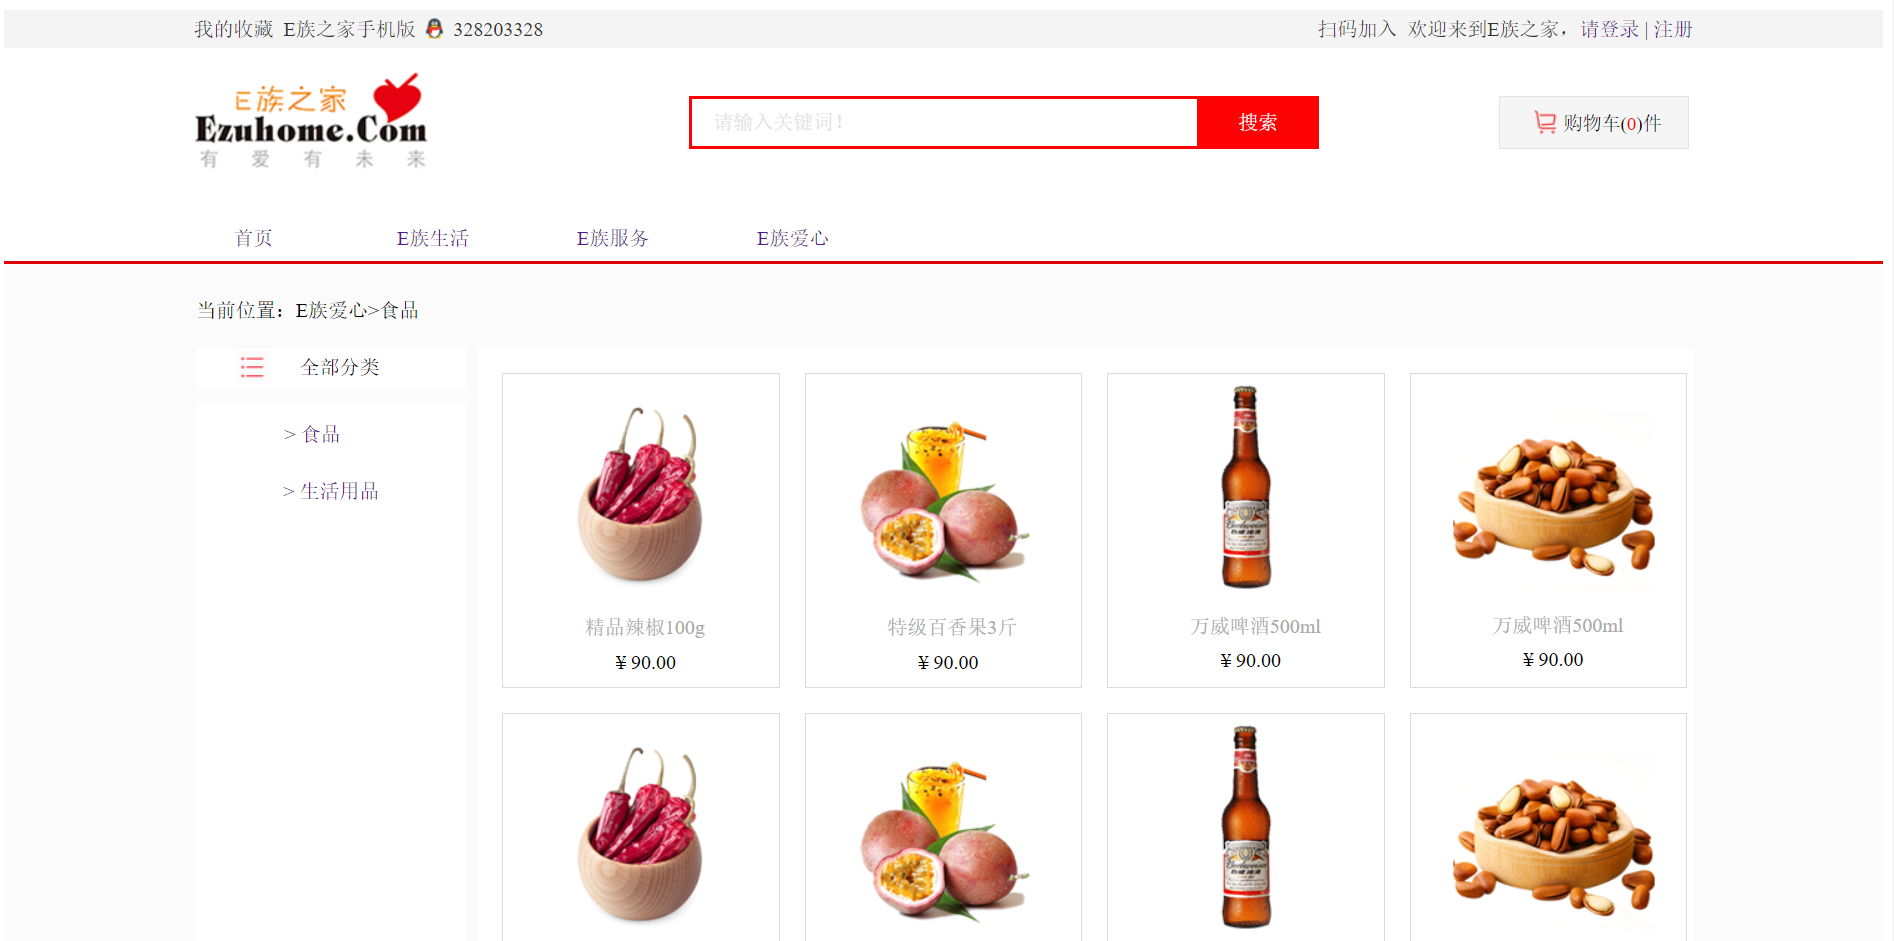 我的收藏 E族之家手机版 328203328
扫码加入 欢迎来到E族之家，请登录 | 注册
E族之家
Ezuhome.Com
有爱有未来
请输入关键词！
搜索
购物车(0)件
首页 E族生活 E族服务 E族爱心
当前位置：E族爱心>食品
全部分类
> 食品
> 生活用品
精品辣椒100g
¥ 90.00
特级百香果3斤
¥ 90.00
万威啤酒500ml
¥ 90.00
万威啤酒500ml
¥ 90.00